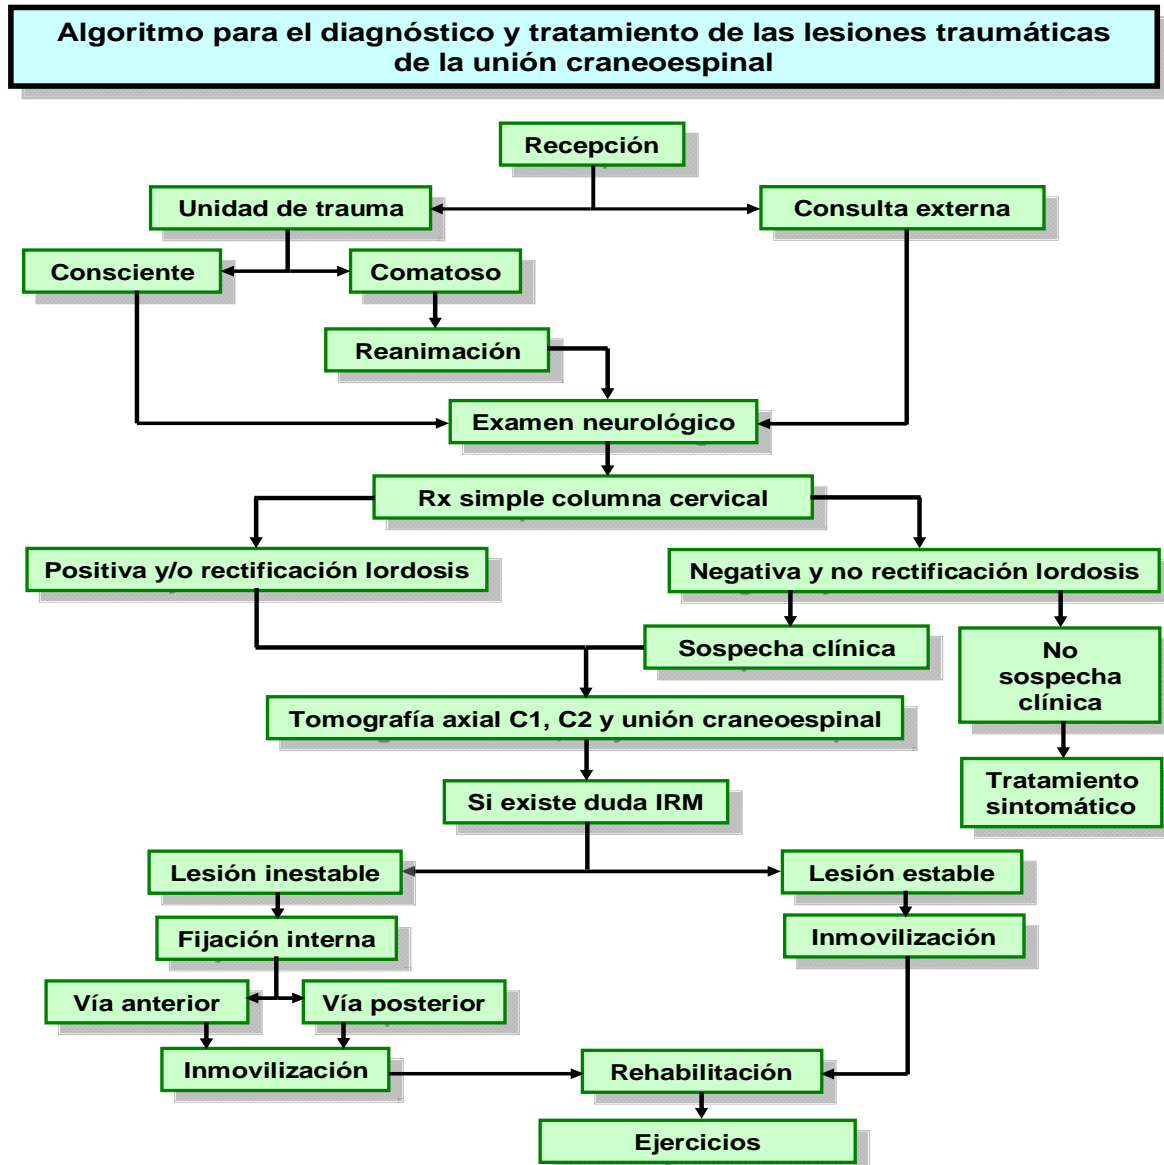 Algoritmo para el diagnóstico y tratamiento de las lesiones traumáticas
de la unión craneoespinal
Recepción
Unidad de trauma
Consulta externa
Consciente
Comatoso
Reanimación
Examen neurológico
Rx simple columna cervical
Positiva y/o rectificación lordosis
Negativa y no rectificación lordosis
Sospecha clínica
No
sospecha
clínica
Tomografía axial C1, C2 y unión craneoespinal
Tratamiento
sintomático
Si existe duda IRM
Lesión inestable
Lesión estable
Fijación interna
Inmovilización
Vía anterior
Vía posterior
Inmovilización
Rehabilitación
Ejercicios